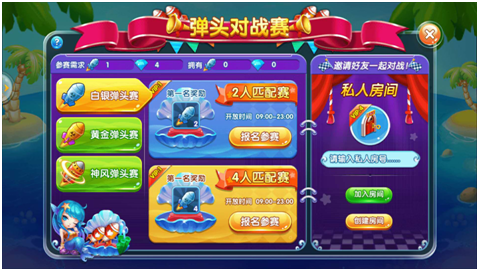 弹头对战赛
?
参赛需求 1 4 拥有 0 0
白银弹头赛
黄金弹头赛
神风弹头赛
VIP
第一名奖励
2
2人匹配赛
开放时间 09:00-23:00
报名参赛
VIP
第一名奖励
4
4人匹配赛
开放时间 09:00-23:00
报名参赛
邀请好友一起对战!
私人房间
VIP
请输入私人房号......
加入房间
创建房间